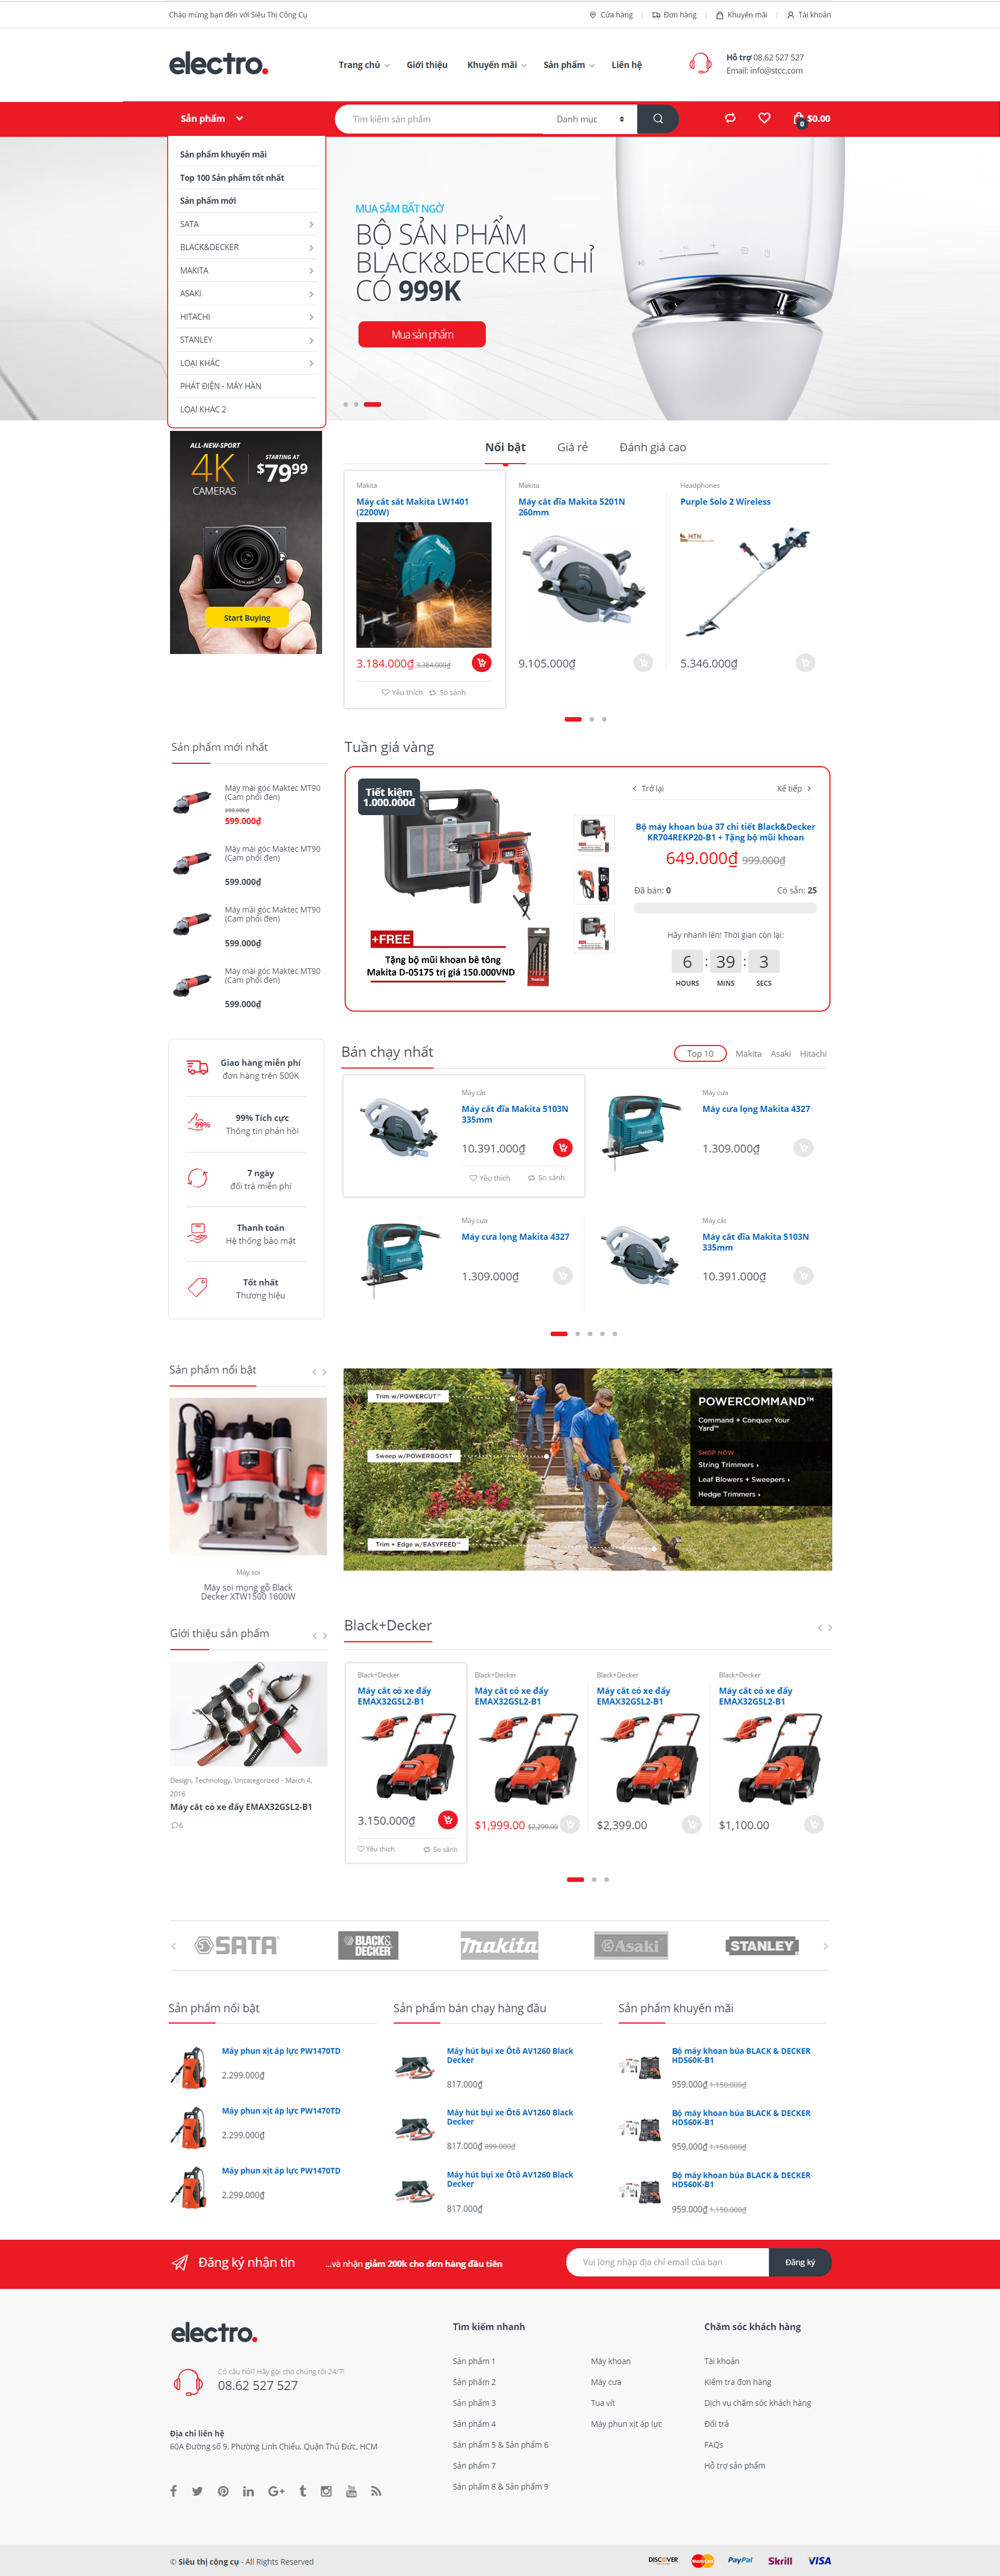 Chào mừng bạn đến với Siêu Thị Công Cụ
Cửa hàng
Đơn hàng
Khuyến mãi
Tài khoản
electro.
Trang chủ
Giới thiệu
Khuyến mãi
Sản phẩm
Liên hệ
Hỗ trợ 08.62 527 527
Email: info@stcc.com
Sản phẩm
Tìm kiếm sản phẩm
Danh mục
0
$0.00
Sản phẩm khuyến mãi
Top 100 Sản phẩm tốt nhất
Sản phẩm mới
SATA
BLACK&DECKER
MAKITA
ASAKI
HITACHI
STANLEY
LOẠI KHÁC
PHÁT ĐIỆN - MÁY HÀN
LOẠI KHÁC 2
MUA SẮM BẤT NGỜ
BỘ SẢN PHẨM
BLACK&DECKER CHỈ
CÓ 999K
Mua sản phẩm
ALL-NEW-SPORT
4K
CAMERAS
STARTING AT
$7999
Start Buying
Nổi bật
Giá rẻ
Đánh giá cao
Makita
Máy cắt sắt Makita LW1401
(2200W)
3.184.000₫ 3.384.000₫
Yêu thích
So sánh
Makita
Máy cắt đĩa Makita 5201N
260mm
9.105.000₫
Headphones
Purple Solo 2 Wireless
HTN
5.346.000₫
Sản phẩm mới nhất
Máy mài góc Maktec MT90
(Cam phối đen)
399.000₫
599.000₫
Máy mài góc Maktec MT90
(Cam phối đen)
599.000₫
Máy mài góc Maktec MT90
(Cam phối đen)
599.000₫
Máy mài góc Maktec MT90
(Cam phối đen)
599.000₫
Tuần giá vàng
Tiết kiệm
1.000.000đ
+FREE
Tặng bộ mũi khoan bê tông
Makita D-05175 trị giá 150.000VND
Trở lại
Kế tiếp
Bộ máy khoan búa 37 chi tiết Black&Decker
KR704REKP20-B1 + Tặng bộ mũi khoan
649.000₫ 999.000₫
Đã bán: 0
Có sẵn: 25
Hãy nhanh lên! Thời gian còn lại:
6 : 39 : 3
HOURS MINS SECS
Giao hàng miễn phí
đơn hàng trên 500K
99%
99% Tích cực
Thông tin phản hồi
7 ngày
đổi trả miễn phí
Thanh toán
Hệ thống bảo mật
Tốt nhất
Thương hiệu
Bán chạy nhất
Top 10
Makita
Asaki
Hitachi
Máy cắt
Máy cắt đĩa Makita 5103N
335mm
10.391.000₫
Yêu thích
So sánh
Máy cưa
Máy cưa lọng Makita 4327
1.309.000₫
Máy cưa
Máy cưa lọng Makita 4327
1.309.000₫
Máy cắt
Máy cắt đĩa Makita 5103N
335mm
10.391.000₫
Sản phẩm nổi bật
Máy soi
Máy soi mọng gỗ Black
Decker XTW1500 1600W
Trim w/POWERCUT™
Sweep w/POWERBOOST
Trim + Edge w/EASYFEED™
POWERCOMMAND™
Command + Conquer Your
Yard™
SHOP NOW
String Trimmers
Leaf Blowers + Sweepers
Hedge Trimmers
Giới thiệu sản phẩm
Design, Technology, Uncategorized - March 4,
2016
Máy cắt cỏ xe đẩy EMAX32GSL2-B1
6
Black+Decker
Black+Decker
Máy cắt cỏ xe đẩy
EMAX32GSL2-B1
3.150.000₫
Yêu thích
So sánh
Black+Decker
Máy cắt cỏ xe đẩy
EMAX32GSL2-B1
$1,999.00 $2,299.00
Black+Decker
Máy cắt cỏ xe đẩy
EMAX32GSL2-B1
$2,399.00
Black+Decker
Máy cắt cỏ xe đẩy
EMAX32GSL2-B1
$1,100.00
SATA
BLACK&
DECKER
makita
Asaki
STANLEY
Sản phẩm nổi bật
Máy phun xịt áp lực PW1470TD
2.299.000₫
Máy phun xịt áp lực PW1470TD
2.299.000₫
Máy phun xịt áp lực PW1470TD
2.299.000₫
Sản phẩm bán chạy hàng đầu
Máy hút bụi xe Ôtô AV1260 Black
Decker
817.000₫
Máy hút bụi xe Ôtô AV1260 Black
Decker
817.000₫ 899.000₫
Máy hút bụi xe Ôtô AV1260 Black
Decker
817.000₫
Sản phẩm khuyến mãi
Bộ máy khoan búa BLACK & DECKER
HD560K-B1
959.000₫ 1.150.000₫
Bộ máy khoan búa BLACK & DECKER
HD560K-B1
959.000₫ 1.150.000₫
Bộ máy khoan búa BLACK & DECKER
HD560K-B1
959.000₫ 1.150.000₫
Đăng ký nhận tin
...và nhận giảm 200k cho đơn hàng đầu tiên
Vui lòng nhập địa chỉ email của bạn
Đăng ký
electro.
Có câu hỏi? Hãy gọi cho chúng tôi 24/7!
08.62 527 527
Địa chỉ liên hệ
60A Đường số 9, Phường Linh Chiểu, Quận Thủ Đức, HCM
Tìm kiếm nhanh
Sản phẩm 1
Sản phẩm 2
Sản phẩm 3
Sản phẩm 4
Sản phẩm 5 & Sản phẩm 6
Sản phẩm 7
Sản phẩm 8 & Sản phẩm 9
Máy khoan
Máy cưa
Tua vít
Máy phun xịt áp lực
Chăm sóc khách hàng
Tài khoản
Kiểm tra đơn hàng
Dịch vụ chăm sóc khách hàng
Đổi trả
FAQs
Hỗ trợ sản phẩm
© Siêu thị công cụ - All Rights Reserved
DISCOVER
MasterCard
PayPal
Skrill
VISA